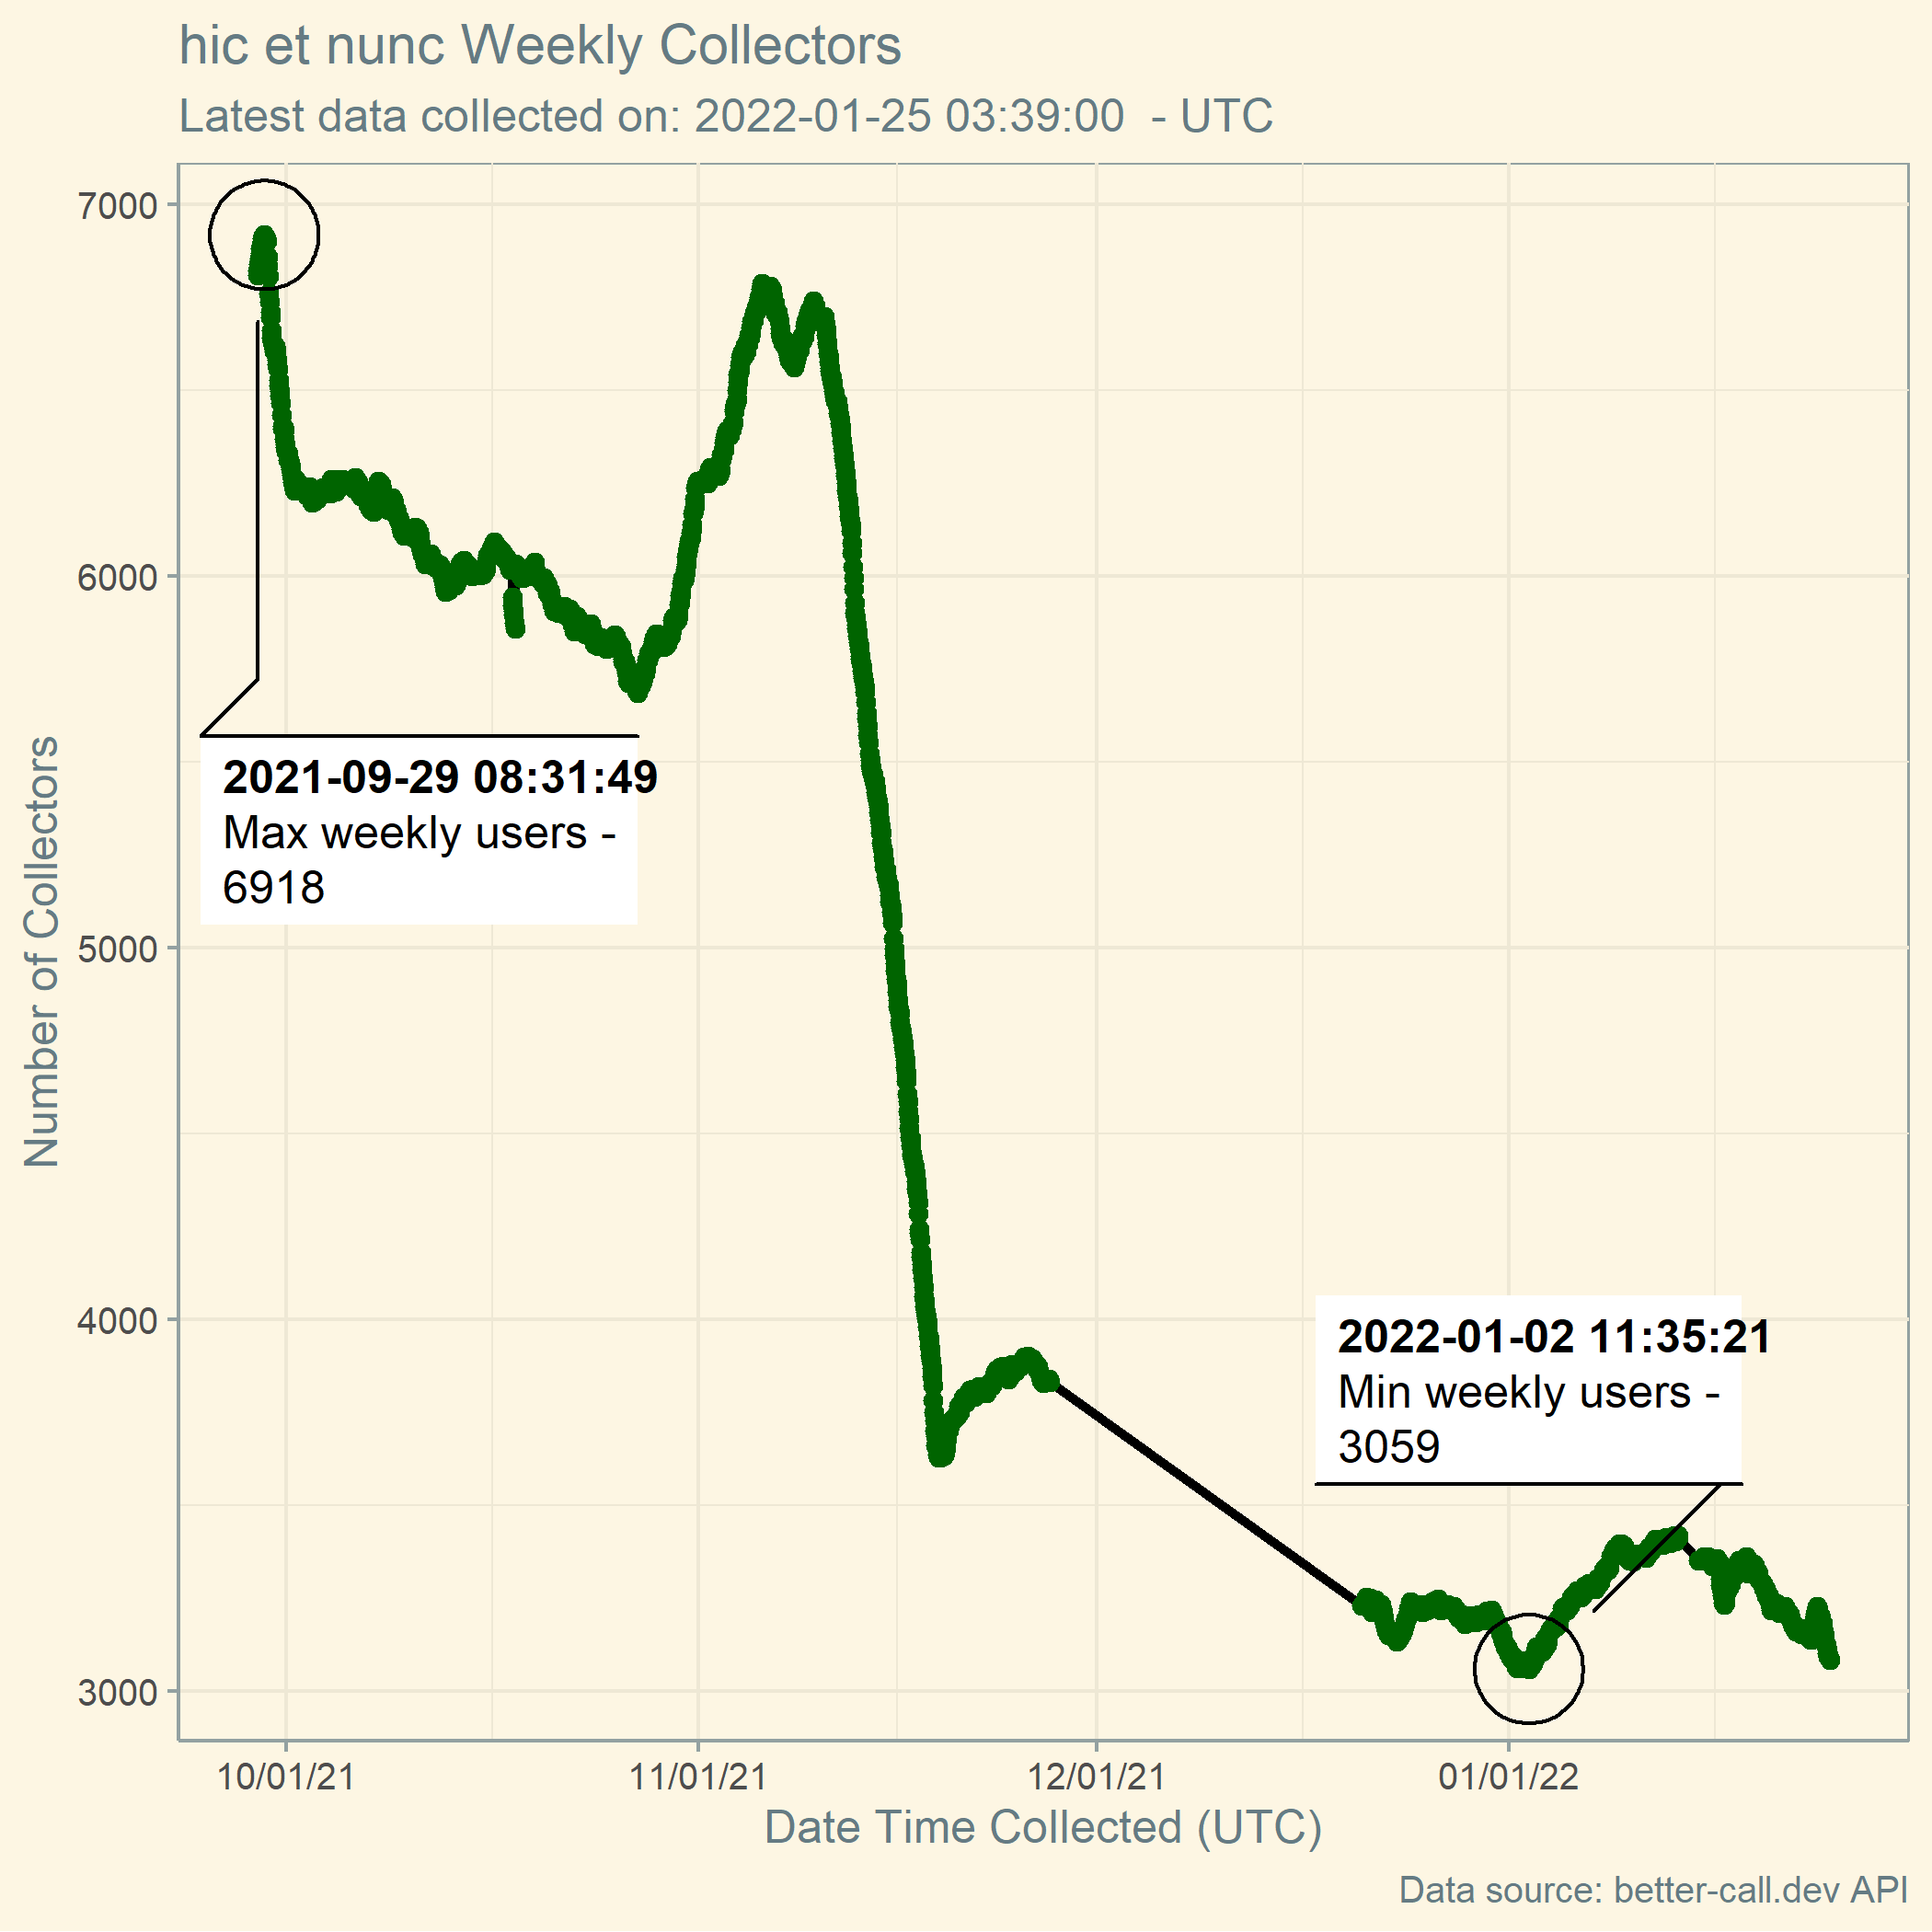 hic et nunc Weekly Collectors
Latest data collected on: 2022-01-25 03:39:00  - UTC
Number of Collectors
7000
6000
5000
4000
3000
2021-09-29 08:31:49
Max weekly users -
6918
2022-01-02 11:35:21
Min weekly users -
3059
10/01/21
11/01/21
12/01/21
01/01/22
Date Time Collected (UTC)
Data source: better-call.dev API